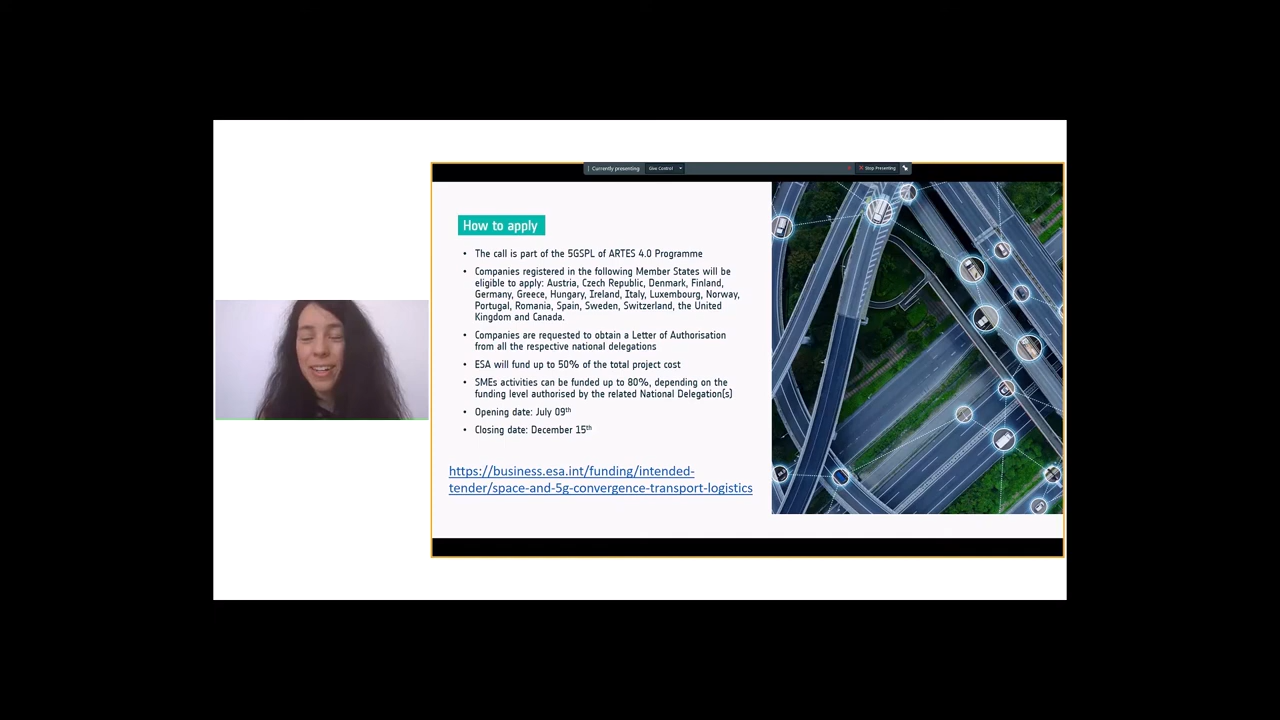 Currently presenting Give Control Stop Presenting
How to apply
• The call is part of the 5GSPL of ARTES 4.0 Programme
• Companies registered in the following Member States will be
eligible to apply: Austria, Czech Republic, Denmark, Finland,
Germany, Greece, Hungary, Ireland, Italy, Luxembourg, Norway,
Portugal, Romania, Spain, Sweden, Switzerland, the United
Kingdom and Canada.
• Companies are requested to obtain a Letter of Authorisation
from all the respective national delegations
• ESA will fund up to 50% of the total project cost
• SMEs activities can be funded up to 80%, depending on the
funding level authorised by the related National Delegation(s)
• Opening date: July 09th
• Closing date: December 15th
https://business.esa.int/funding/intended-
tender/space-and-5g-convergence-transport-logistics